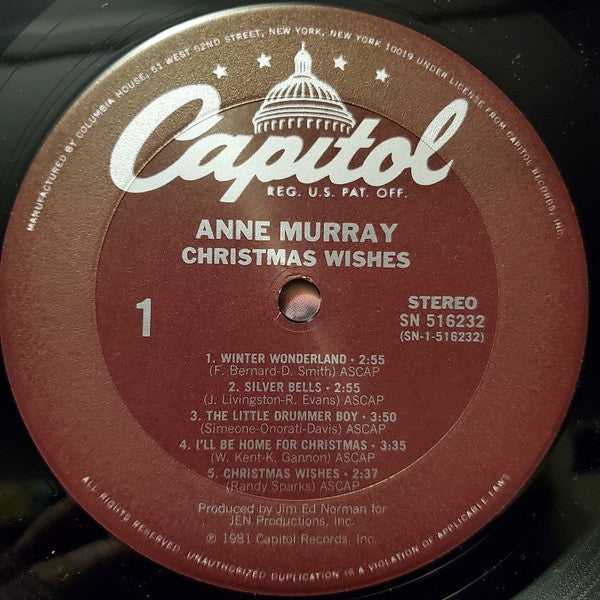 MANUFACTURED BY COLUMBIA HOUSE, 51 WEST 52ND STREET, NEW YORK, NEW YORK 10019 UNDER LICENSE FROM CAPITOL RECORDS, INC.
Capitol
REG. U.S. PAT. OFF.
ANNE MURRAY
CHRISTMAS WISHES
1
STEREO
SN 516232
(SN-1-516232)
1. WINTER WONDERLAND · 2:55
(F. Bernard-D. Smith) ASCAP
2. SILVER BELLS · 2:55
(J. Livingston-R. Evans) ASCAP
3. THE LITTLE DRUMMER BOY · 3:50
(Simeone-Onorati-Davis) ASCAP
4. I'LL BE HOME FOR CHRISTMAS · 3:35
(W. Kent-K. Gannon) ASCAP
5. CHRISTMAS WISHES · 2:37
(Randy Sparks) ASCAP
Produced by Jim Ed Norman for
JEN Productions, Inc.
℗ 1981 Capitol Records, Inc.
ALL RIGHTS RESERVED. UNAUTHORIZED DUPLICATION IS A VIOLATION OF APPLICABLE LAWS